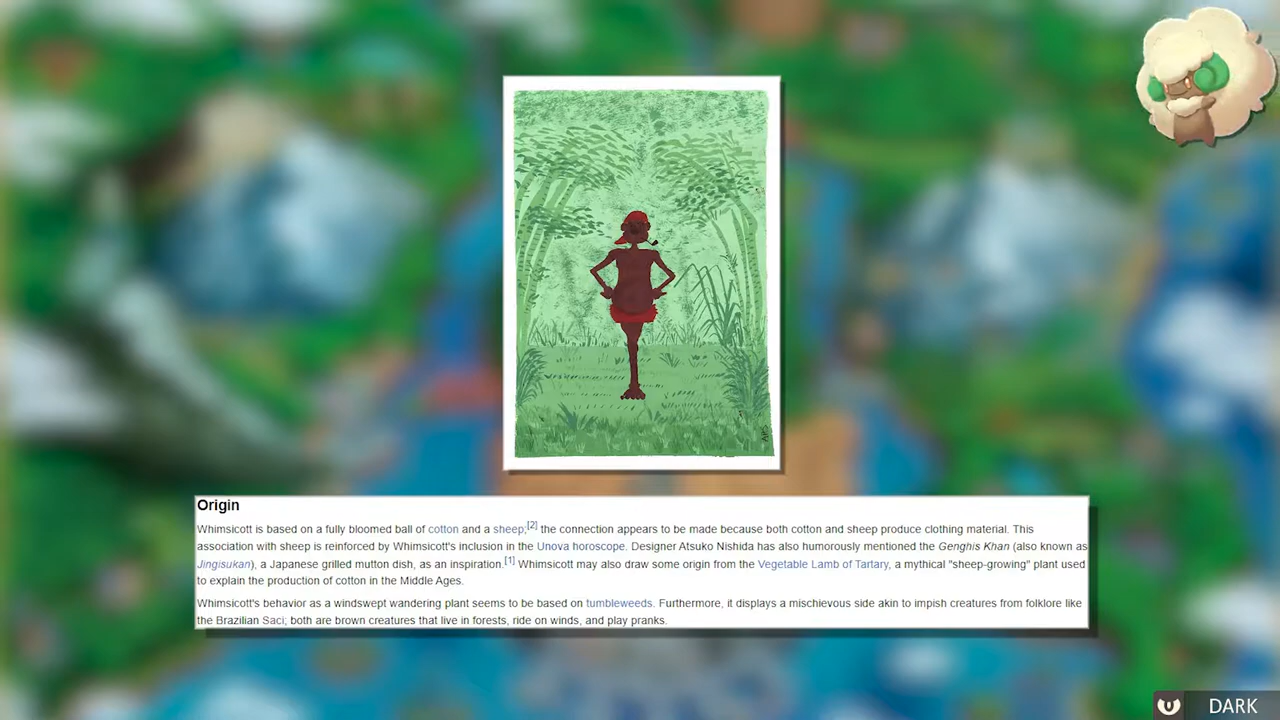 AHS
Origin
Whimsicott is based on a fully bloomed ball of cotton and a sheep;[2] the connection appears to be made because both cotton and sheep produce clothing material. This
association with sheep is reinforced by Whimsicott's inclusion in the Unova horoscope. Designer Atsuko Nishida has also humorously mentioned the Genghis Khan (also known as
Jingisukan), a Japanese grilled mutton dish, as an inspiration.[1] Whimsicott may also draw some origin from the Vegetable Lamb of Tartary, a mythical "sheep-growing" plant used
to explain the production of cotton in the Middle Ages.
Whimsicott's behavior as a windswept wandering plant seems to be based on tumbleweeds. Furthermore, it displays a mischievous side akin to impish creatures from folklore like
the Brazilian Saci; both are brown creatures that live in forests, ride on winds, and play pranks.
DARK